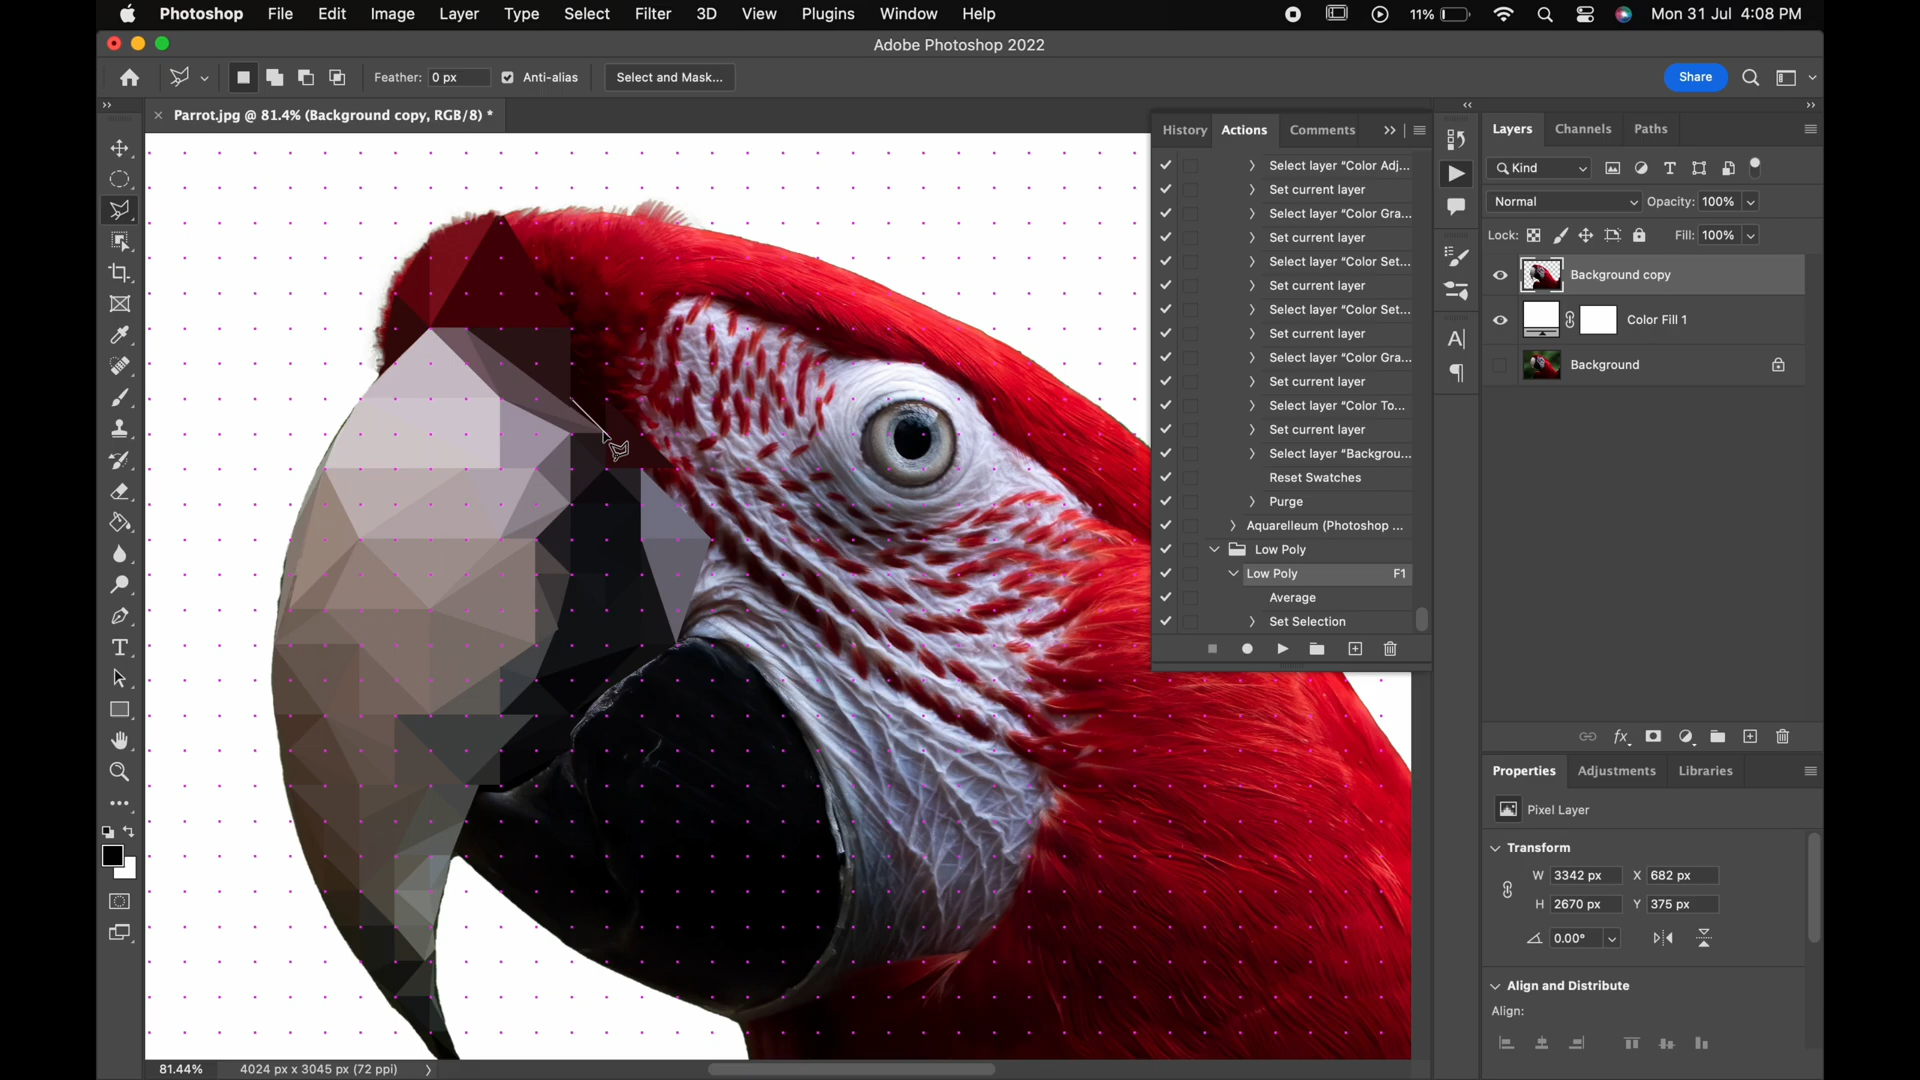 Photoshop File Edit Image Layer Type Select Filter 3D View Plugins Window Help 11% Mon 31 Jul 4:08 PM
Adobe Photoshop 2022
Feather: 0 px Anti-alias Select and Mask... Share
Parrot.jpg @ 81.4% (Background copy, RGB/8) *
History Actions Comments
Select layer “Color Adj...
Set current layer
Select layer “Color Gra...
Set current layer
Select layer “Color Set...
Set current layer
Select layer “Color Set...
Set current layer
Select layer “Color Gra...
Set current layer
Select layer “Color To...
Set current layer
Select layer “Backgrou...
Reset Swatches
Purge
Aquarelleum (Photoshop ...
Low Poly
Low Poly F1
Average
Set Selection
Layers Channels Paths
Kind
Normal Opacity: 100%
Lock: Fill: 100%
Background copy
Color Fill 1
Background
Properties Adjustments Libraries
Pixel Layer
Transform
W 3342 px X 682 px
H 2670 px Y 375 px
0.00°
Align and Distribute
Align:
81.44% 4024 px x 3045 px (72 ppi)